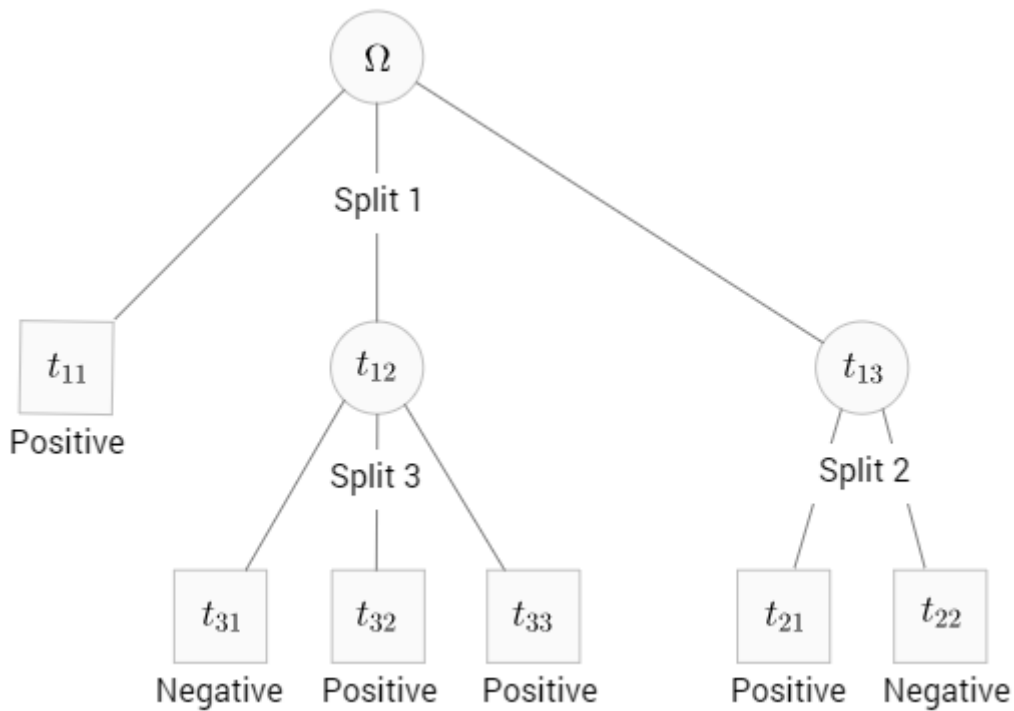 Ω
Split 1
t₁₁ t₁₂ t₁₃
Positive
Split 3 Split 2
t₃₁ t₃₂ t₃₃ t₂₁ t₂₂
Negative Positive Positive Positive Negative